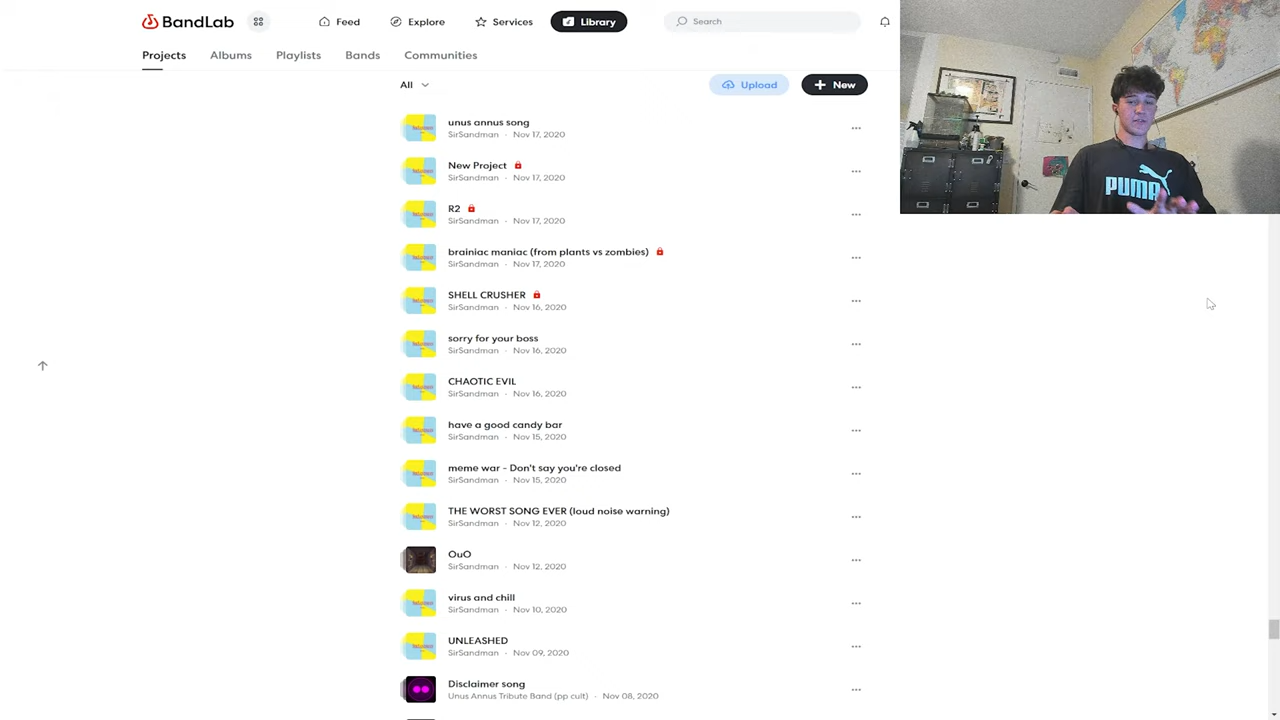 BandLab
Feed
Explore
Services
Library
Search
Projects
Albums
Playlists
Bands
Communities
All
Upload
New
unus annus song
SirSandman · Nov 17, 2020
New Project
SirSandman · Nov 17, 2020
R2
SirSandman · Nov 17, 2020
brainiac maniac (from plants vs zombies)
SirSandman · Nov 17, 2020
SHELL CRUSHER
SirSandman · Nov 16, 2020
sorry for your boss
SirSandman · Nov 16, 2020
CHAOTIC EVIL
SirSandman · Nov 16, 2020
have a good candy bar
SirSandman · Nov 15, 2020
meme war - Don't say you're closed
SirSandman · Nov 15, 2020
THE WORST SONG EVER (loud noise warning)
SirSandman · Nov 12, 2020
OuO
SirSandman · Nov 12, 2020
virus and chill
SirSandman · Nov 10, 2020
UNLEASHED
SirSandman · Nov 09, 2020
Disclaimer song
Unus Annus Tribute Band (pp cult) · Nov 08, 2020
PUMA